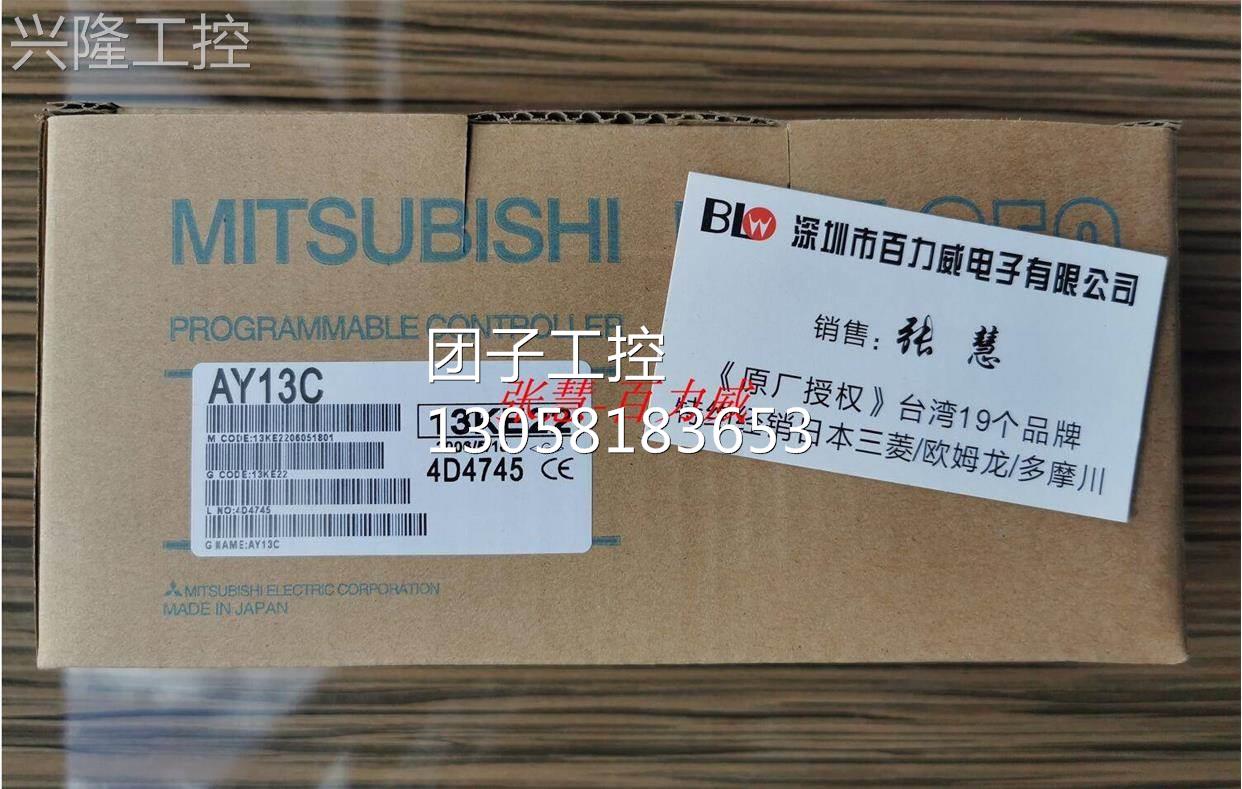 兴隆工控
MITSUBISHI
PROGRAMMABLE CONTROLLER
AY13C
M CODE:13KE2206051801
G CODE:13KE22
L NO:4D4745
G NAME:AY13C
13KE22
4D4745 CE
MITSUBISHI ELECTRIC CORPORATION
MADE IN JAPAN
团子工控
张慧 百力威
13058183653
BLW 深圳市百力威电子有限公司
销售：张 慧
《原厂授权》台湾19个品牌
经销日本三菱/欧姆龙/多摩川